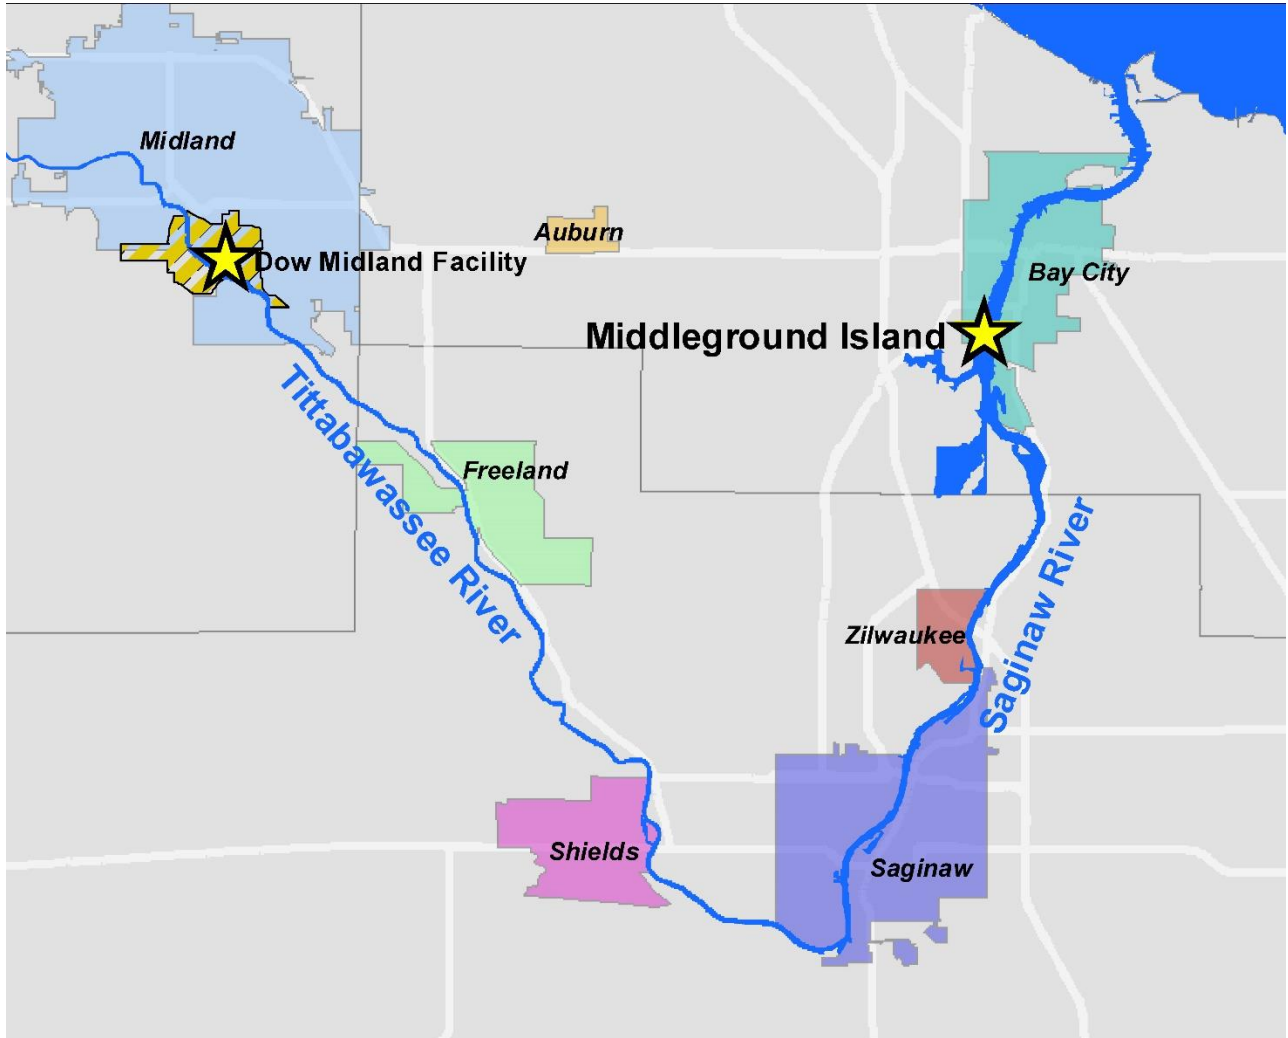 Midland
Auburn
Dow Midland Facility
Bay City
Middleground Island
Tittabawassee River
Freeland
Saginaw River
Zilwaukee
Shields
Saginaw